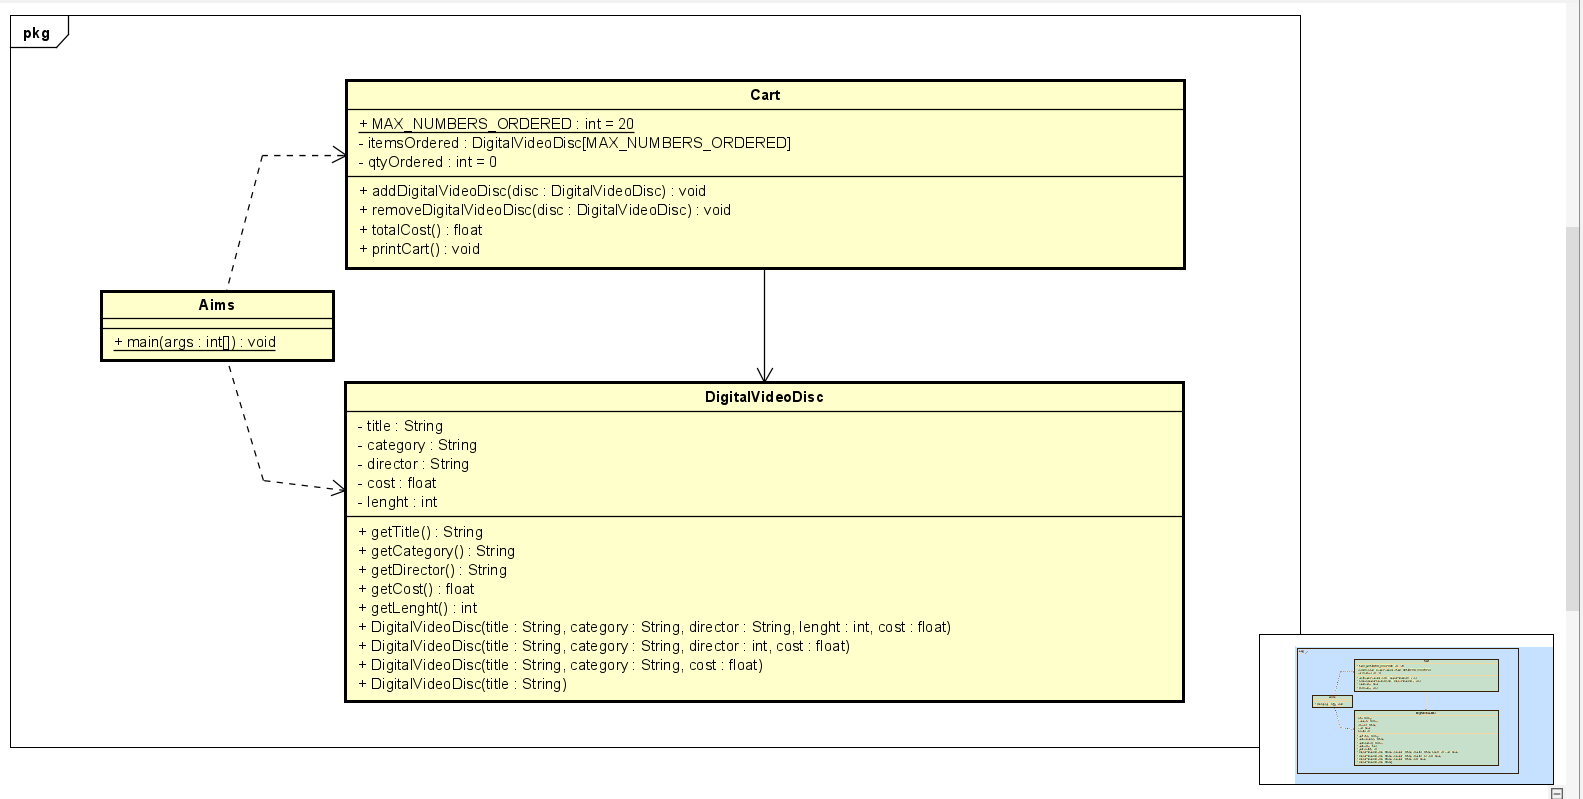 pkg
Cart
+ MAX_NUMBERS_ORDERED : int = 20
- itemsOrdered : DigitalVideoDisc[MAX_NUMBERS_ORDERED]
- qtyOrdered : int = 0
+ addDigitalVideoDisc(disc : DigitalVideoDisc) : void
+ removeDigitalVideoDisc(disc : DigitalVideoDisc) : void
+ totalCost() : float
+ printCart() : void
Aims
+ main(args : int[]) : void
DigitalVideoDisc
- title : String
- category : String
- director : String
- cost : float
- lenght : int
+ getTitle() : String
+ getCategory() : String
+ getDirector() : String
+ getCost() : float
+ getLenght() : int
+ DigitalVideoDisc(title : String, category : String, director : String, lenght : int, cost : float)
+ DigitalVideoDisc(title : String, category : String, director : int, cost : float)
+ DigitalVideoDisc(title : String, category : String, cost : float)
+ DigitalVideoDisc(title : String)